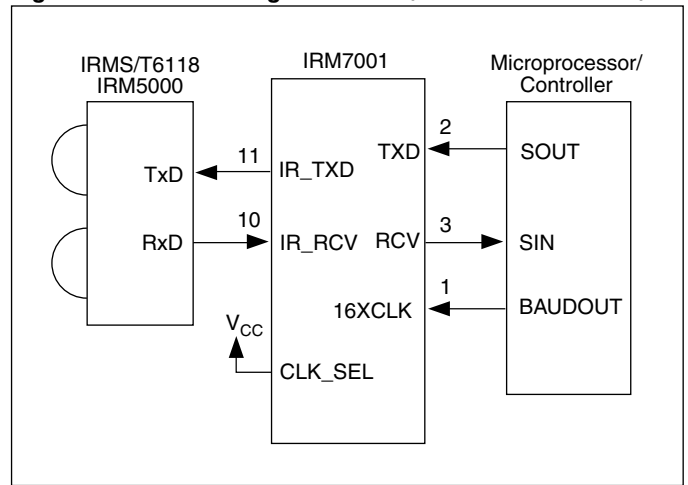 IRMS/T6118
IRM5000
IRM7001
Microprocessor/
Controller
TxD
11
IR_TXD
TXD
2
SOUT
RxD
10
IR_RCV
RCV
3
SIN
16XCLK
1
BAUDOUT
VCC
CLK_SEL